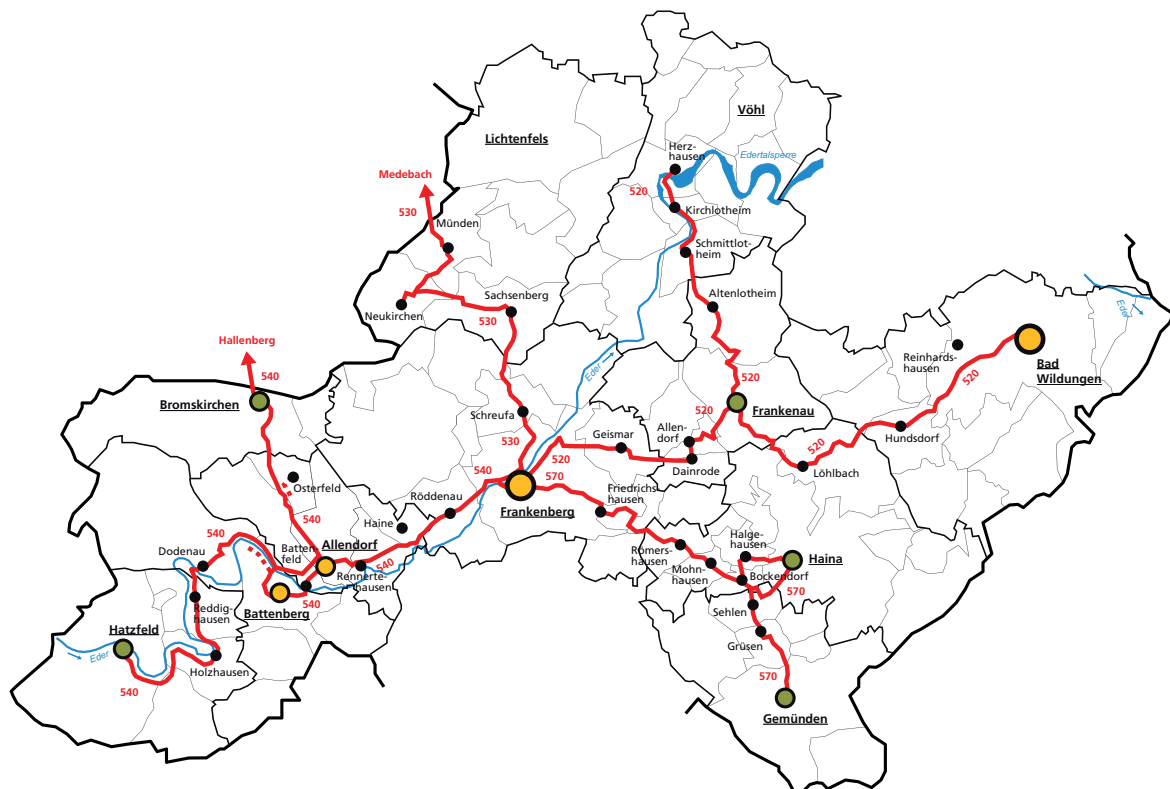 Vöhl
Lichtenfels
Herz-
hausen
Edertalsperre
Medebach
520
530
Kirchlotheim
Münden
Schmittlot-
heim
Sachsenberg
Altenlotheim
Neukirchen
530
Eder
Hallenberg
Eder
Reinhards-
hausen
Bad
Wildungen
540
520
520
Bromskirchen
Frankenau
Schreufa
520
Allen-
dorf
Geismar
Hundsdorf
530
520
520
540
570
Dainrode
Löhlbach
Osterfeld
Röddenau
Frankenberg
Friedrichs-
hausen
540
Haine
540
Halge-
hausen
Haina
Dodenau
Batten-
feld
Allendorf
Römers-
hausen
540
Rennerte-
hausen
Mohn-
hausen
Bockendorf
540
570
Reddig-
hausen
Battenberg
Sehlen
Hatzfeld
Grüsen
Eder
Holzhausen
570
540
Gemünden